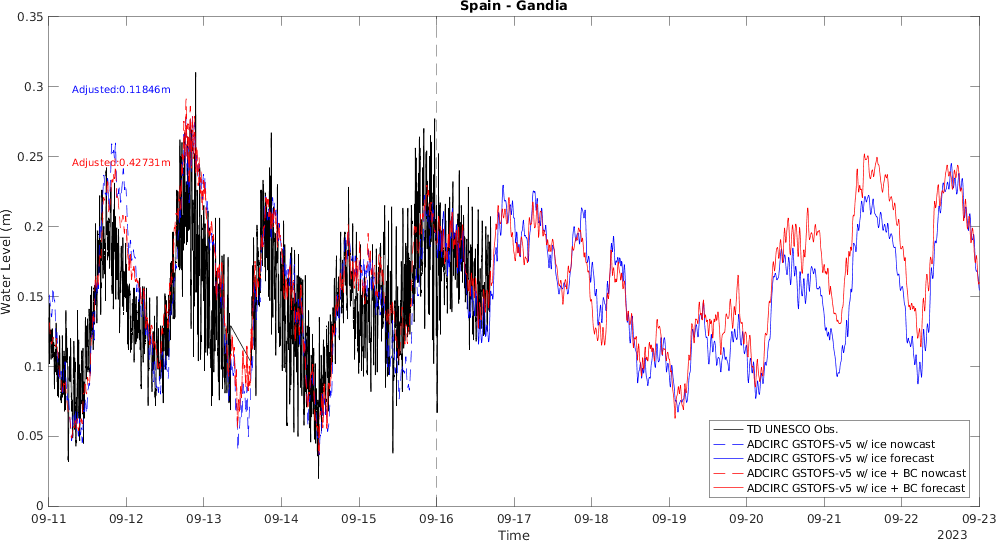 Spain - Gandia
0.35
0.3
0.25
0.2
0.15
0.1
0.05
0
Water Level (m)
Adjusted:0.11846m
Adjusted:0.42731m
TD UNESCO Obs.
ADCIRC GSTOFS-v5 w/ ice nowcast
ADCIRC GSTOFS-v5 w/ ice forecast
ADCIRC GSTOFS-v5 w/ ice + BC nowcast
ADCIRC GSTOFS-v5 w/ ice + BC forecast
09-11 09-12 09-13 09-14 09-15 09-16 09-17 09-18 09-19 09-20 09-21 09-22 09-23
Time
2023